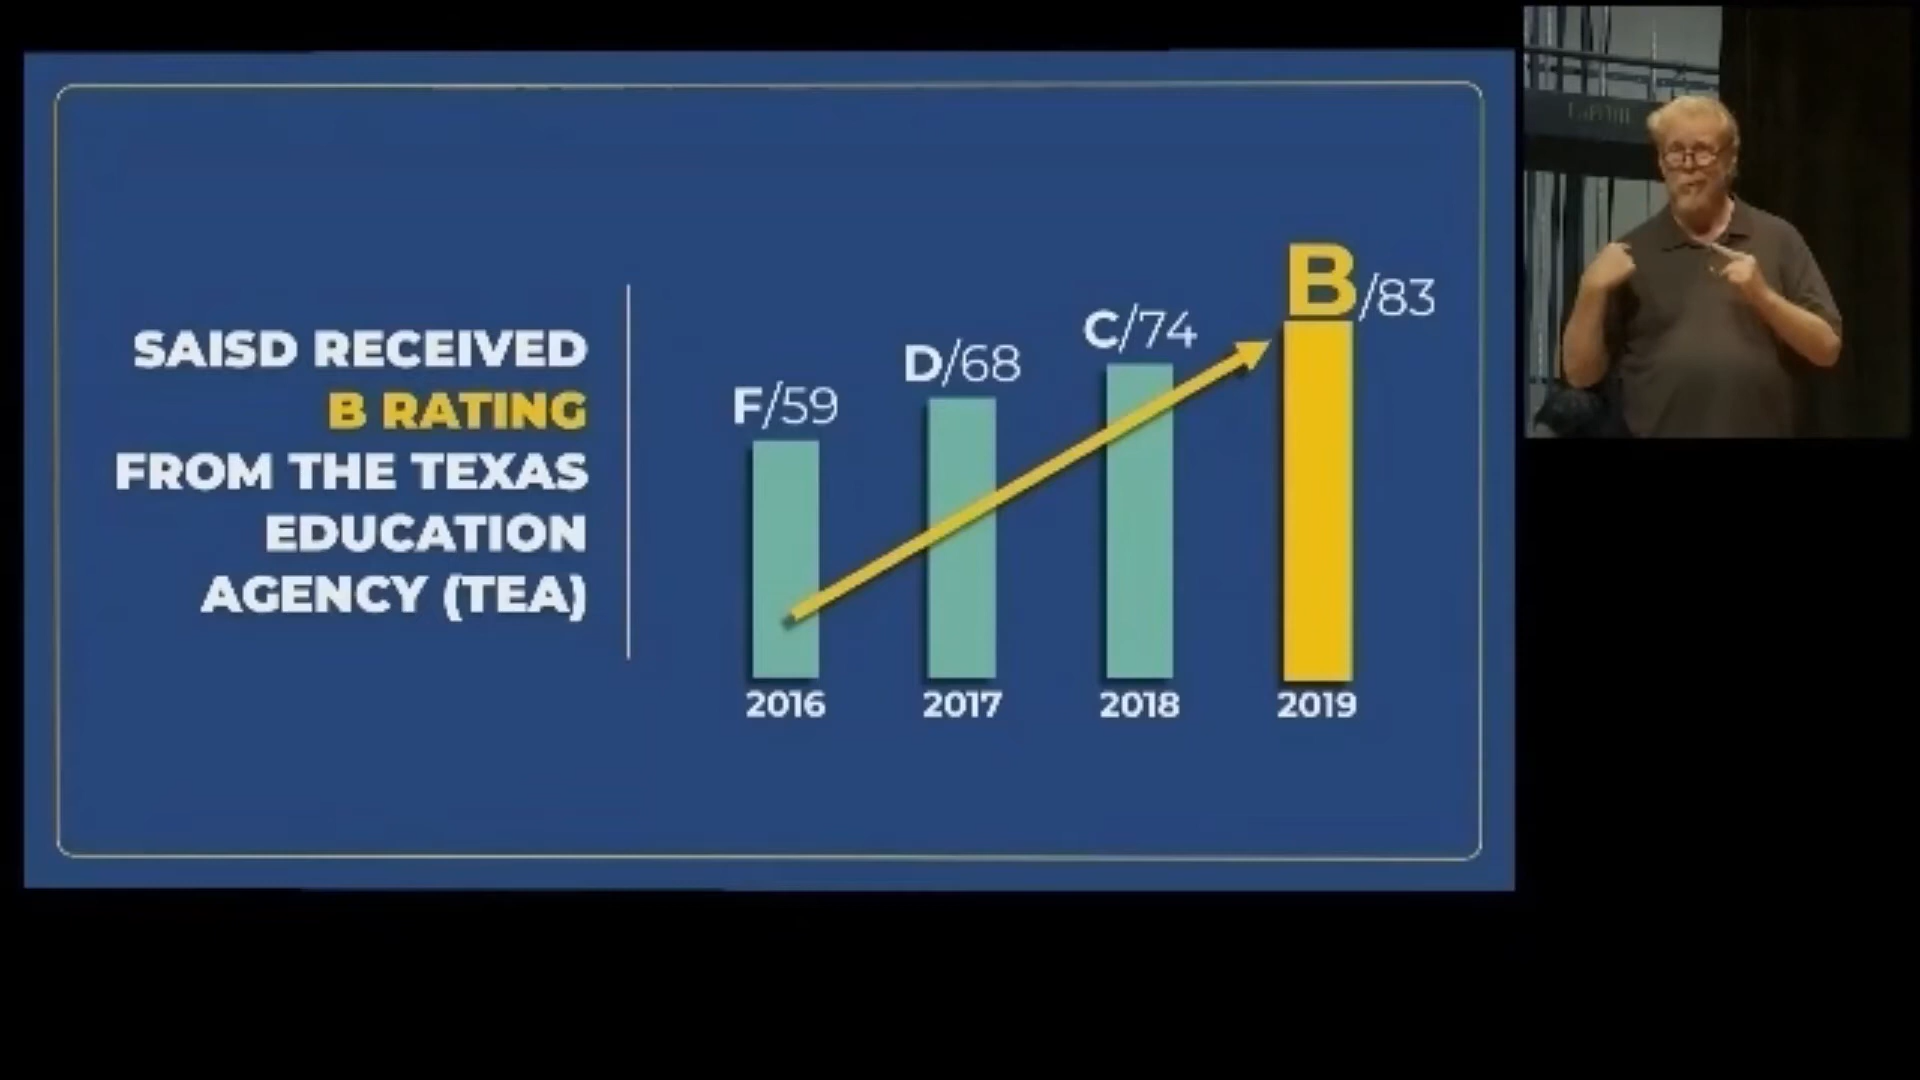 SAISD RECEIVED
B RATING
FROM THE TEXAS
EDUCATION
AGENCY (TEA)
F/59
D/68
C/74
B/83
2016
2017
2018
2019